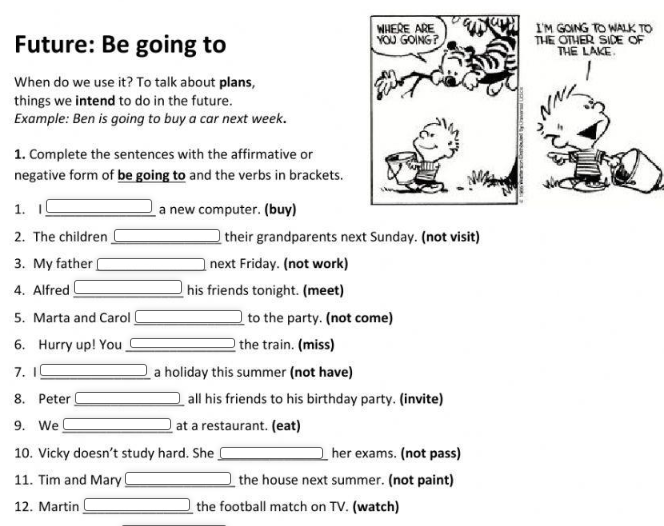 Future: Be going to
When do we use it? To talk about plans,
things we intend to do in the future.
Example: Ben is going to buy a car next week.
1. Complete the sentences with the affirmative or
negative form of be going to and the verbs in brackets.
WHERE ARE
YOU GOING?
I'M GOING TO WALK TO
THE OTHER SIDE OF
THE LAKE.
1. I a new computer. (buy)
2. The children their grandparents next Sunday. (not visit)
3. My father next Friday. (not work)
4. Alfred his friends tonight. (meet)
5. Marta and Carol to the party. (not come)
6. Hurry up! You the train. (miss)
7. I a holiday this summer (not have)
8. Peter all his friends to his birthday party. (invite)
9. We at a restaurant. (eat)
10. Vicky doesn't study hard. She her exams. (not pass)
11. Tim and Mary the house next summer. (not paint)
12. Martin the football match on TV. (watch)